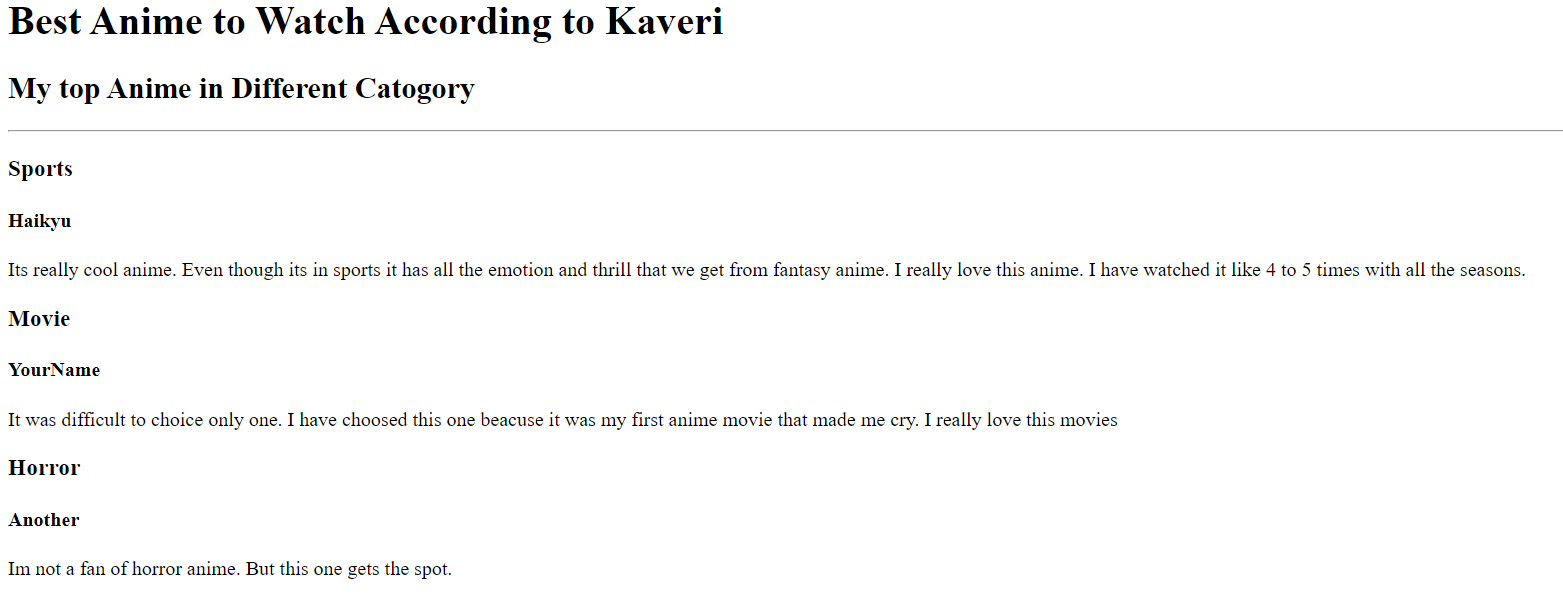 Best Anime to Watch According to Kaveri
My top Anime in Different Catogory
Sports
Haikyu
Its really cool anime. Even though its in sports it has all the emotion and thrill that we get from fantasy anime. I really love this anime. I have watched it like 4 to 5 times with all the seasons.
Movie
YourName
It was difficult to choice only one. I have choosed this one beacuse it was my first anime movie that made me cry. I really love this movies
Horror
Another
Im not a fan of horror anime. But this one gets the spot.